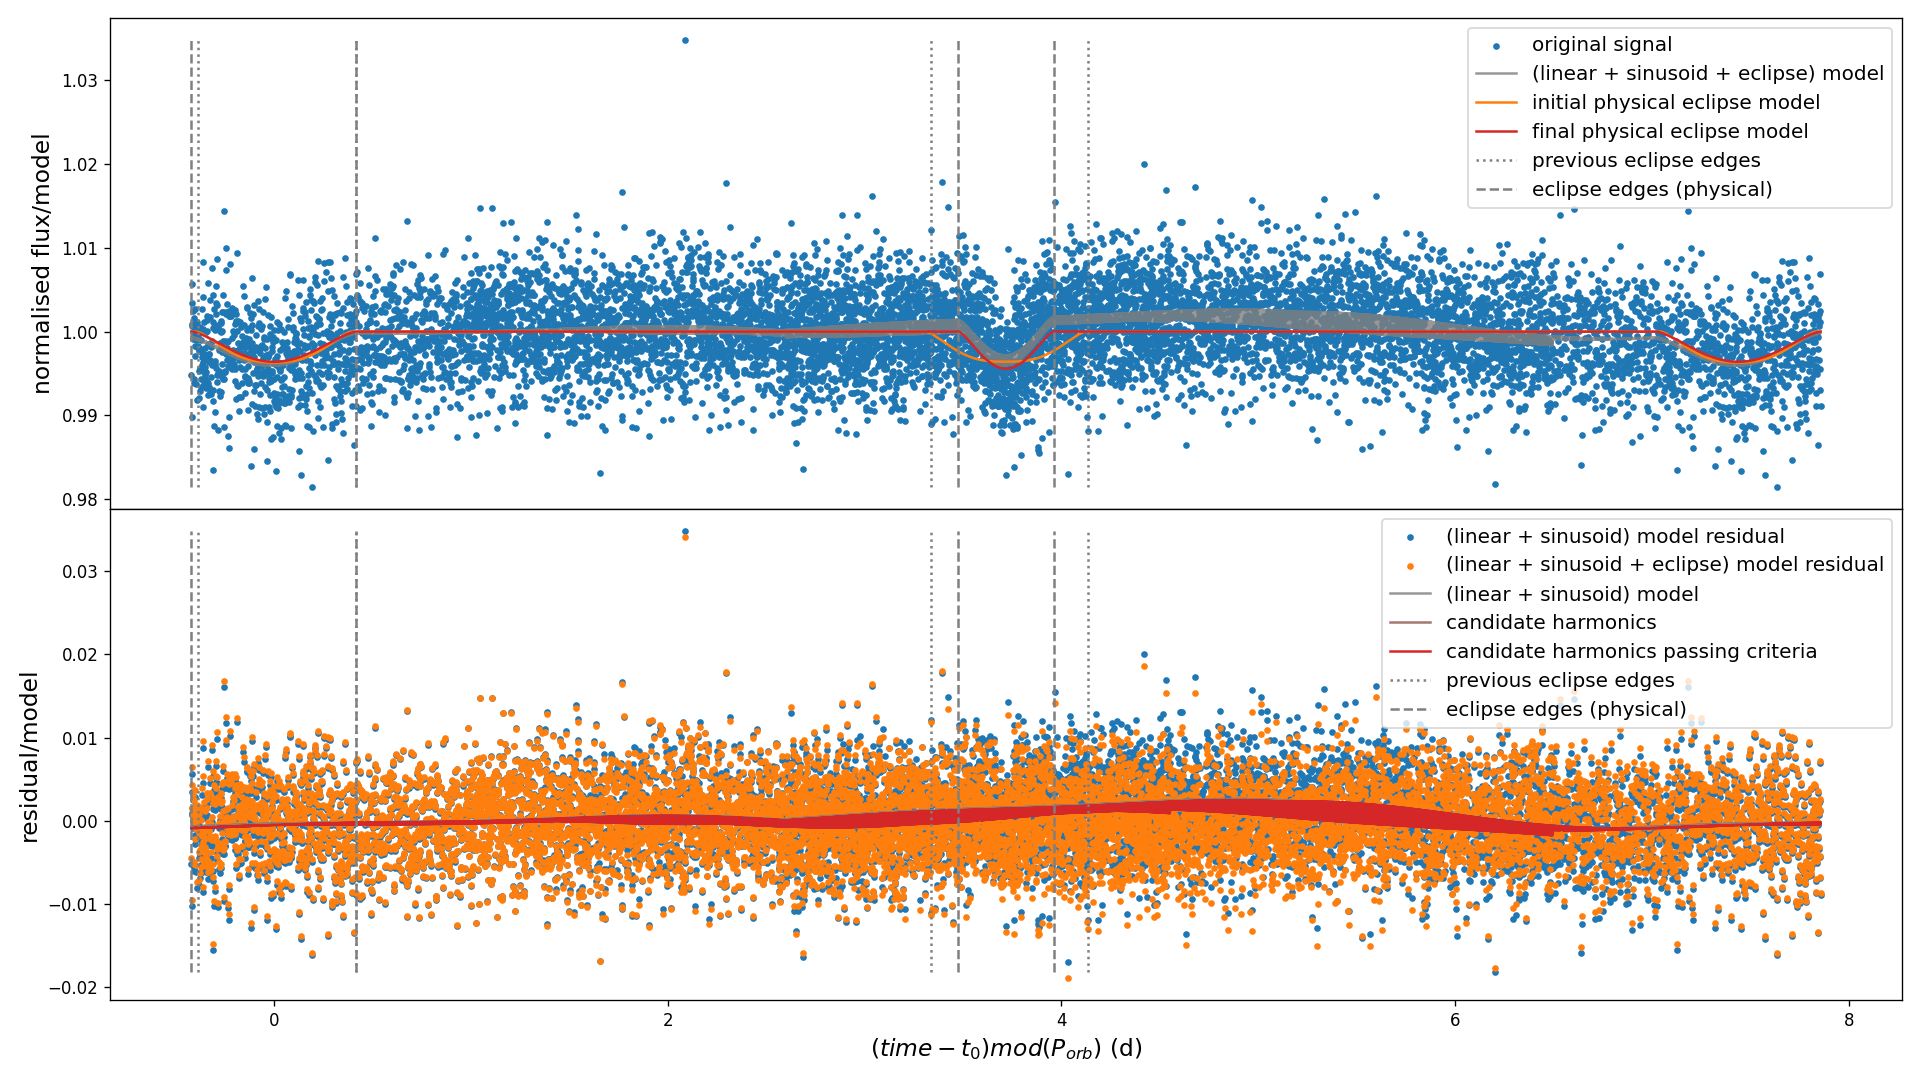 normalised flux/model
1.03
1.02
1.01
1.00
0.99
0.98
original signal
(linear + sinusoid + eclipse) model
initial physical eclipse model
final physical eclipse model
previous eclipse edges
eclipse edges (physical)
residual/model
0.03
0.02
0.01
0.00
−0.01
−0.02
(linear + sinusoid) model residual
(linear + sinusoid + eclipse) model residual
(linear + sinusoid) model
candidate harmonics
candidate harmonics passing criteria
previous eclipse edges
eclipse edges (physical)
0 2 4 6 8
(time − t₀)mod(P_orb) (d)